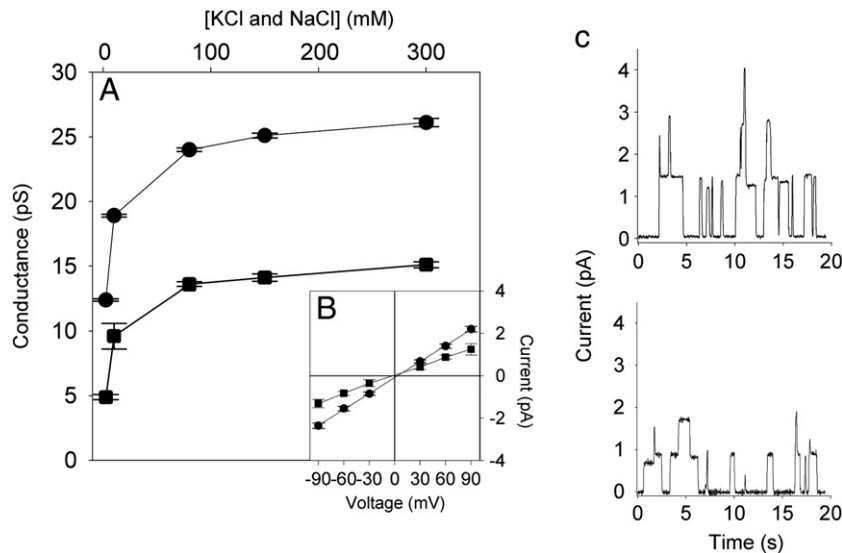 [KCl and NaCl] (mM)
0 100 200 300
A
30
25
20
15
10
5
0
Conductance (pS)
B
4
2
0
-2
-4
Current (pA)
-90 -60 -30 0 30 60 90
Voltage (mV)
C
4
3
2
1
0
0 5 10 15 20
Current (pA)
4
3
2
1
0
0 5 10 15 20
Time (s)